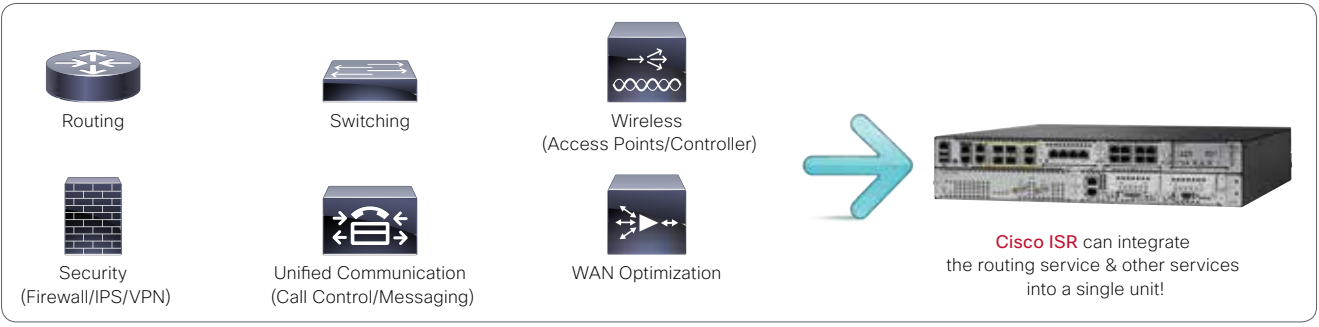 Routing
Switching
Wireless
(Access Points/Controller)
Security
(Firewall/IPS/VPN)
Unified Communication
(Call Control/Messaging)
WAN Optimization
Cisco ISR can integrate
the routing service & other services
into a single unit!